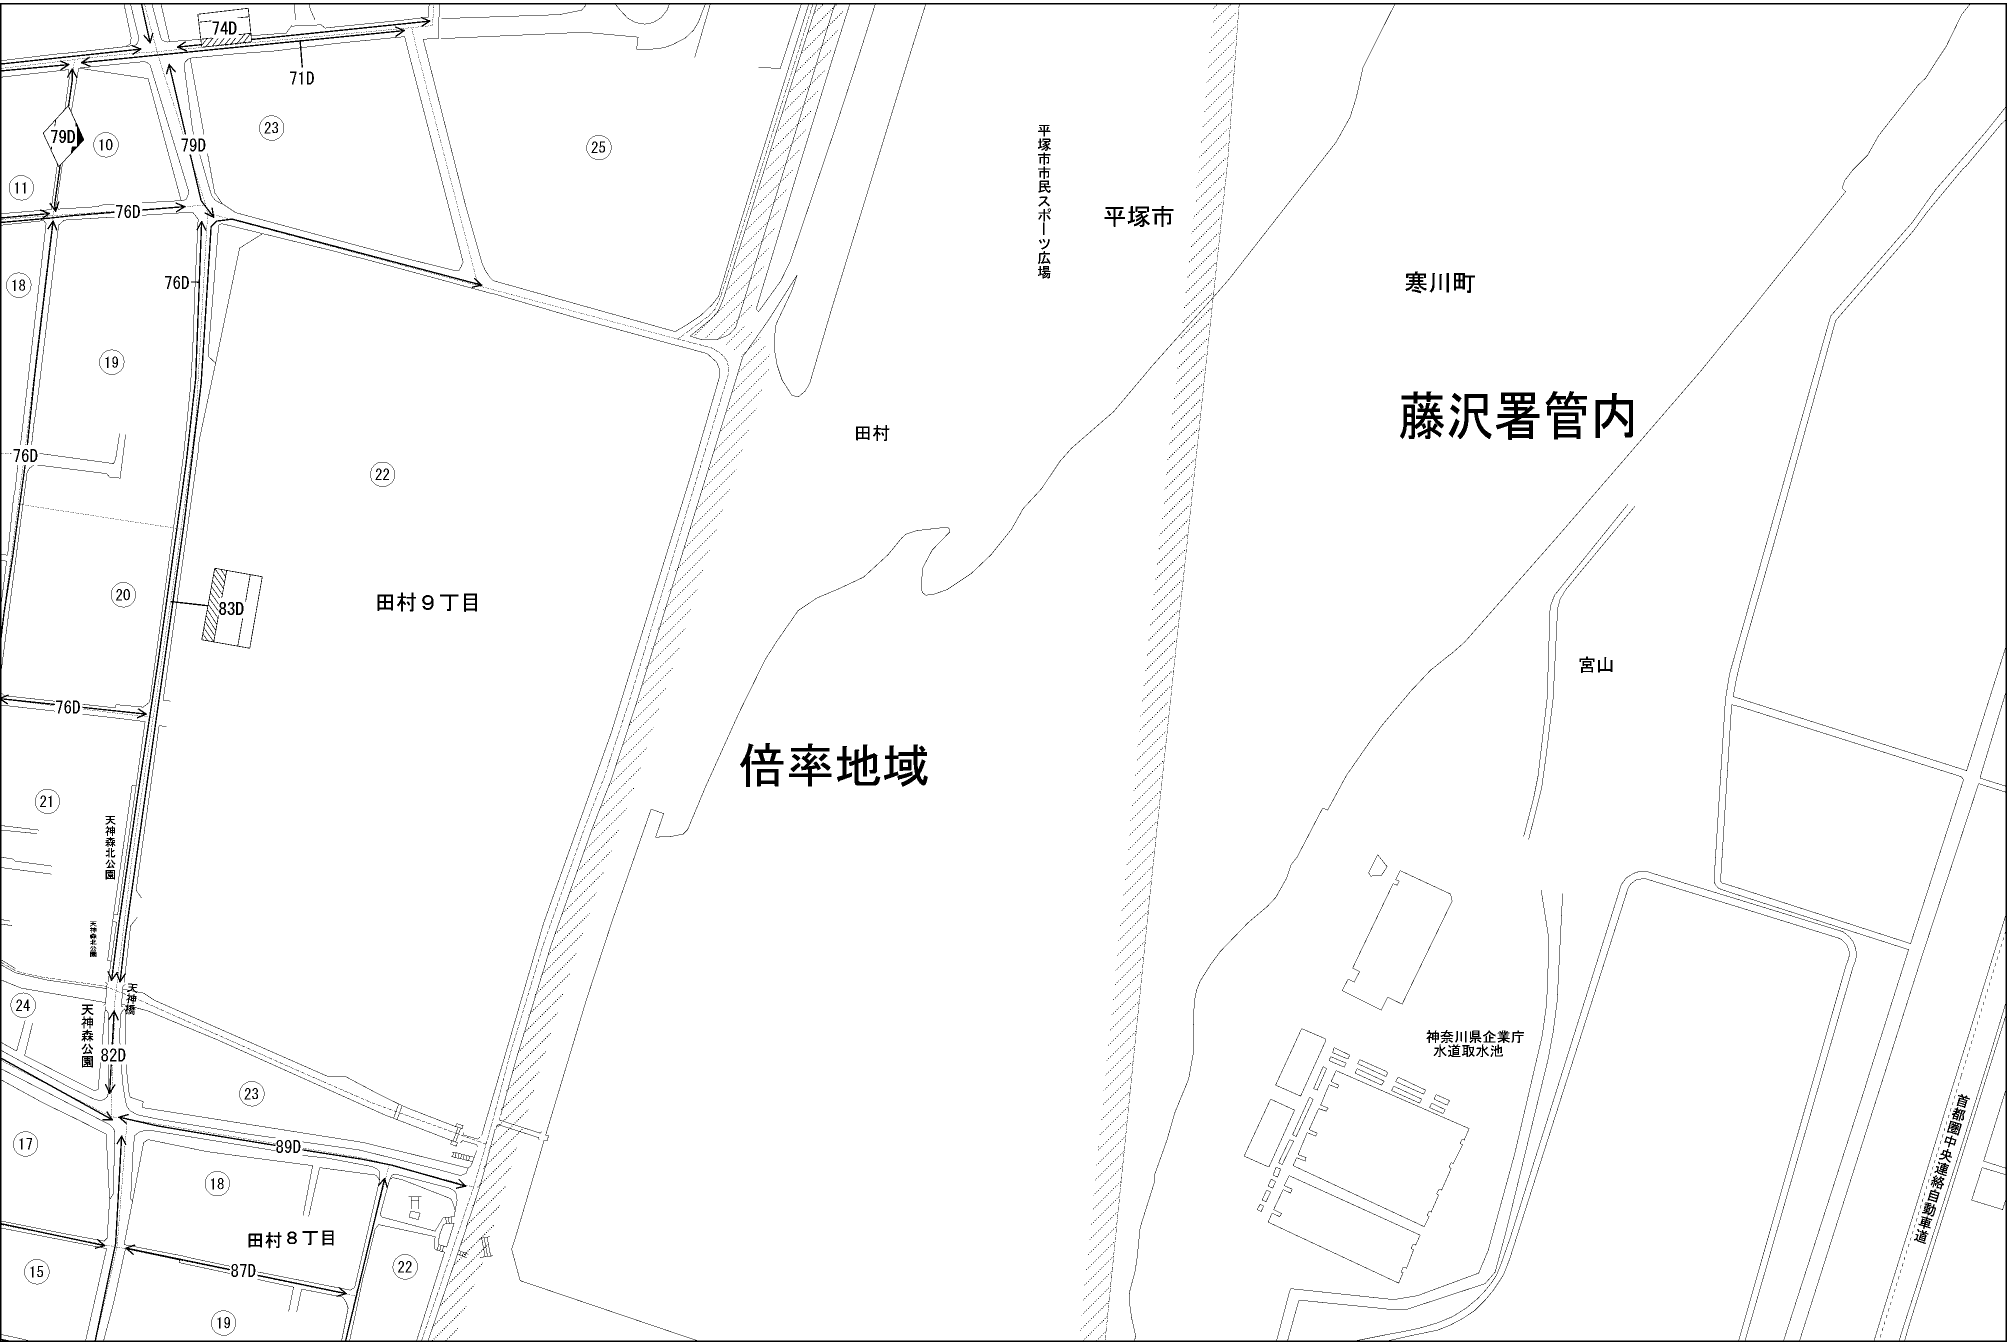 74D
71D
79D
10
79D
23
25
11
76D
平塚市市民スポーツ広場
平塚市
76D
18
寒川町
19
藤沢署管内
田村
76D
22
20
83D
田村９丁目
宮山
76D
倍率地域
21
天神森北公園
天神森北公園
天神橋
24
天神森公園
82D
神奈川県企業庁
水道取水池
23
首都圏中央連絡自動車道
17
89D
18
田村８丁目
15
87D
22
19